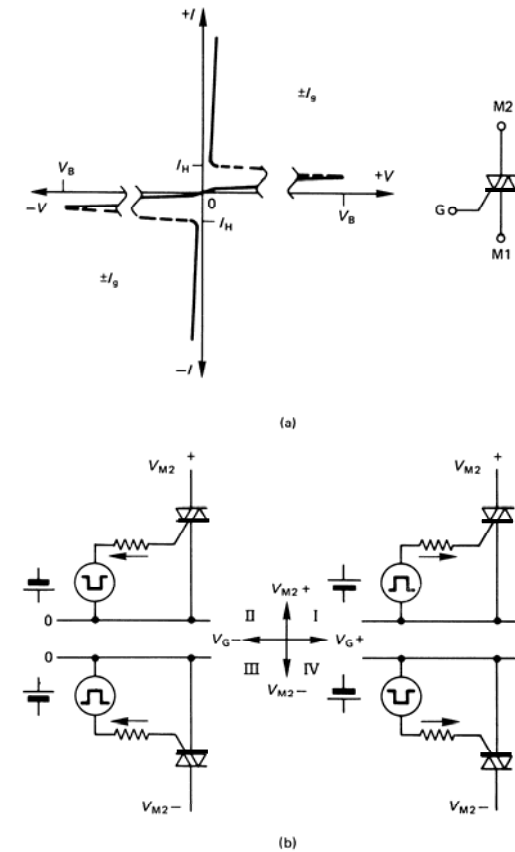 +I
±Ig
M2
VB
IH
+V
−V
0
G
VB
−IH
M1
±Ig
−I
(a)
VM2 +
VM2 +
0
VM2 +
II I
VG− VG+
0
III IV
VM2 −
VM2−
VM2−
(b)